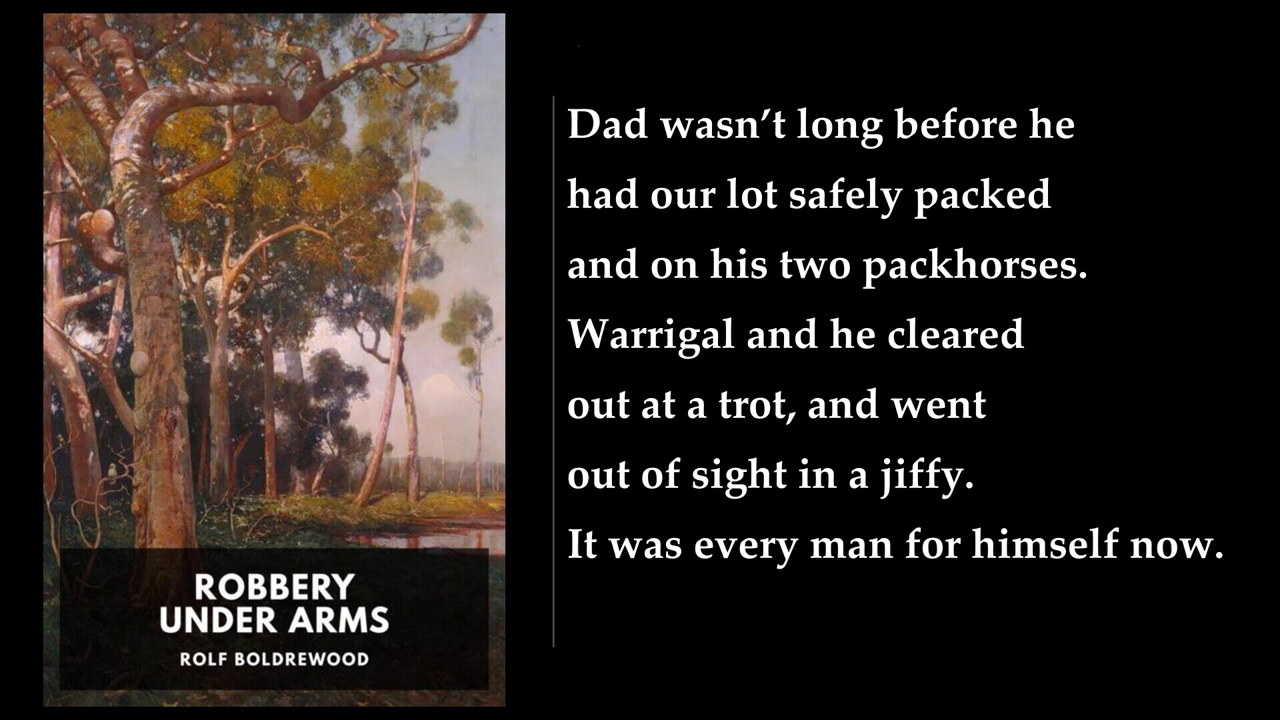 ROBBERY
UNDER ARMS
ROLF BOLDREWOOD
Dad wasn’t long before he
had our lot safely packed
and on his two packhorses.
Warrigal and he cleared
out at a trot, and went
out of sight in a jiffy.
It was every man for himself now.